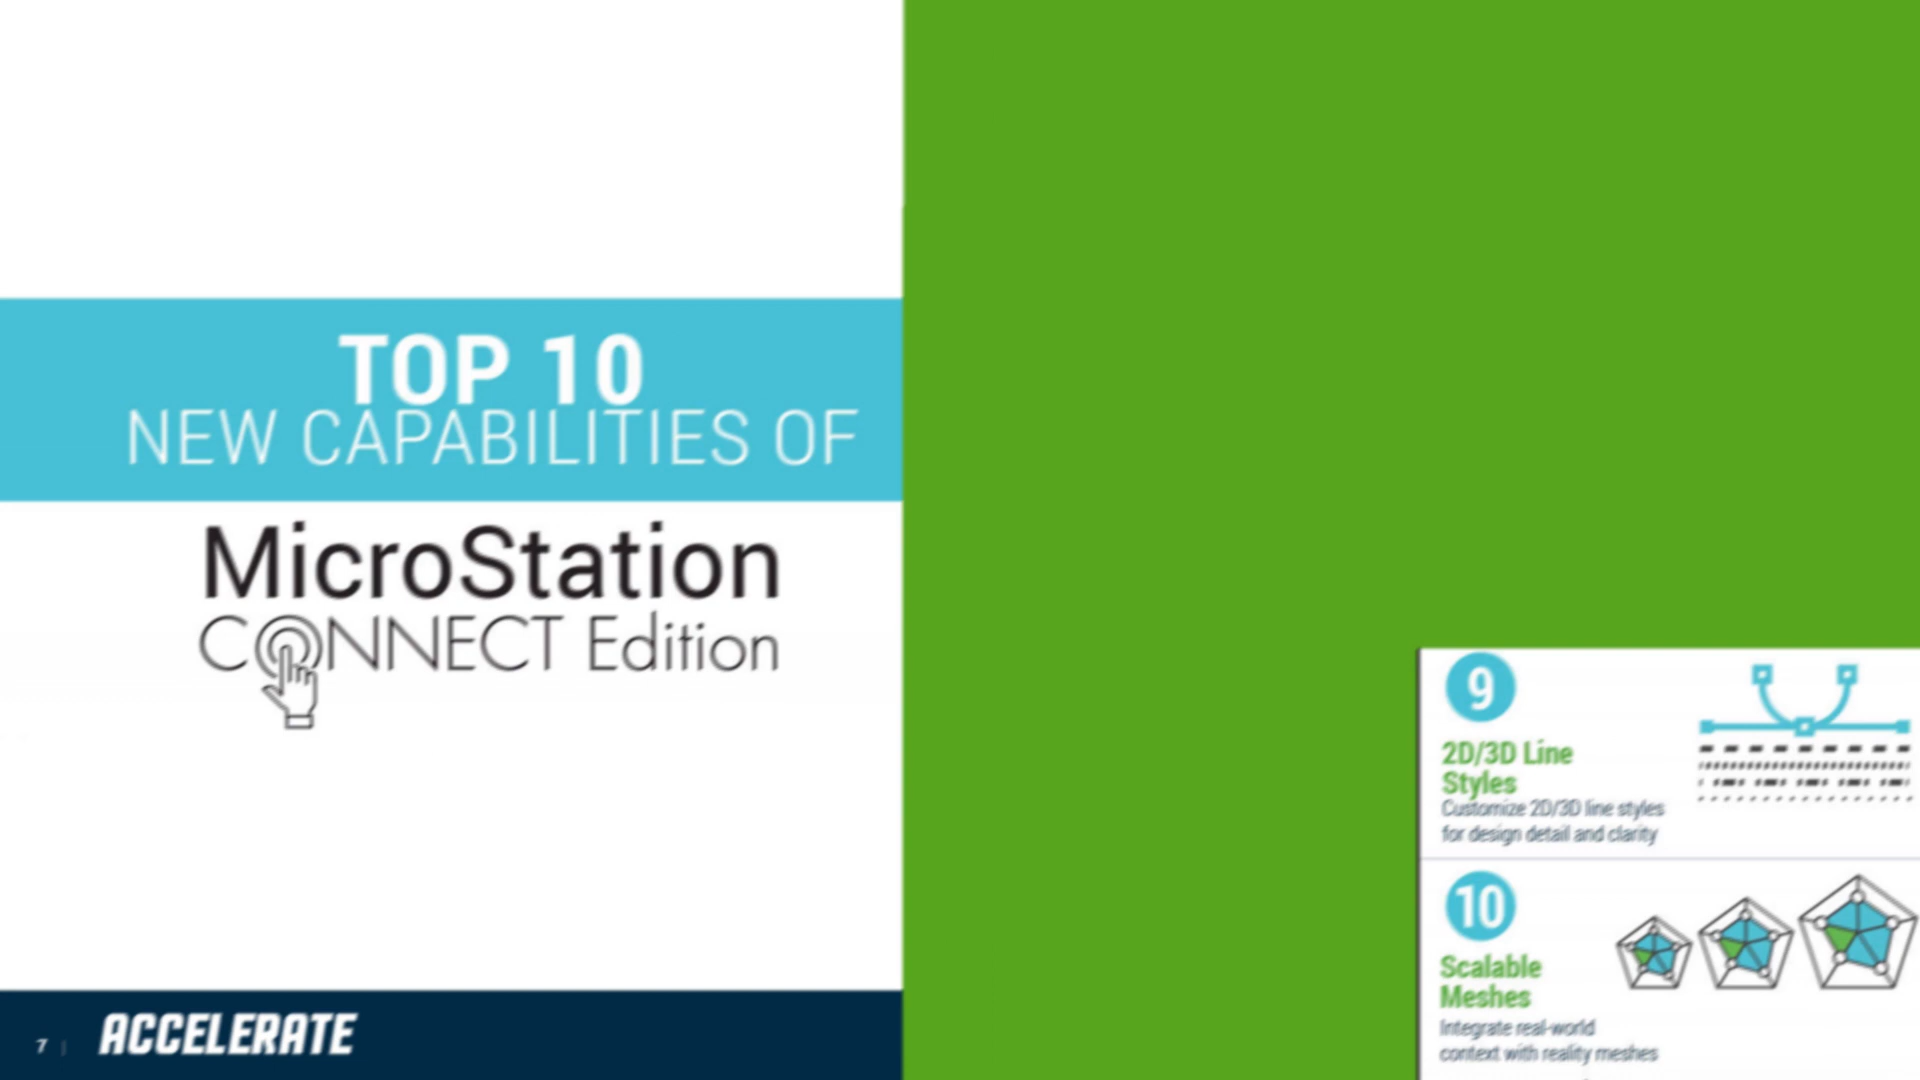 TOP 10
NEW CAPABILITIES OF
MicroStation
CONNECT Edition
7 | ACCELERATE
9
2D/3D Line
Styles
Customize 2D/3D line styles
for design detail and clarity
10
Scalable
Meshes
Integrate real-world
context with reality meshes